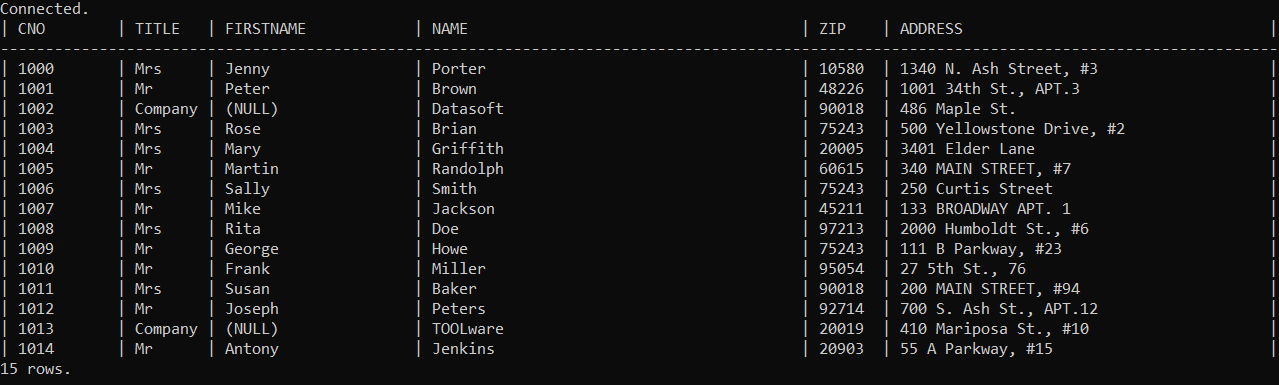 Connected.
| CNO | TITLE | FIRSTNAME | NAME | ZIP | ADDRESS |
--------------------------------------------------------------------------------------------------------------------------------------------
| 1000 | Mrs | Jenny | Porter | 10580 | 1340 N. Ash Street, #3 |
| 1001 | Mr | Peter | Brown | 48226 | 1001 34th St., APT.3 |
| 1002 | Company | (NULL) | Datasoft | 90018 | 486 Maple St. |
| 1003 | Mrs | Rose | Brian | 75243 | 500 Yellowstone Drive, #2 |
| 1004 | Mrs | Mary | Griffith | 20005 | 3401 Elder Lane |
| 1005 | Mr | Martin | Randolph | 60615 | 340 MAIN STREET, #7 |
| 1006 | Mrs | Sally | Smith | 75243 | 250 Curtis Street |
| 1007 | Mr | Mike | Jackson | 45211 | 133 BROADWAY APT. 1 |
| 1008 | Mrs | Rita | Doe | 97213 | 2000 Humboldt St., #6 |
| 1009 | Mr | George | Howe | 75243 | 111 B Parkway, #23 |
| 1010 | Mr | Frank | Miller | 95054 | 27 5th St., 76 |
| 1011 | Mrs | Susan | Baker | 90018 | 200 MAIN STREET, #94 |
| 1012 | Mr | Joseph | Peters | 92714 | 700 S. Ash St., APT.12 |
| 1013 | Company | (NULL) | TOOLware | 20019 | 410 Mariposa St., #10 |
| 1014 | Mr | Antony | Jenkins | 20903 | 55 A Parkway, #15 |
15 rows.